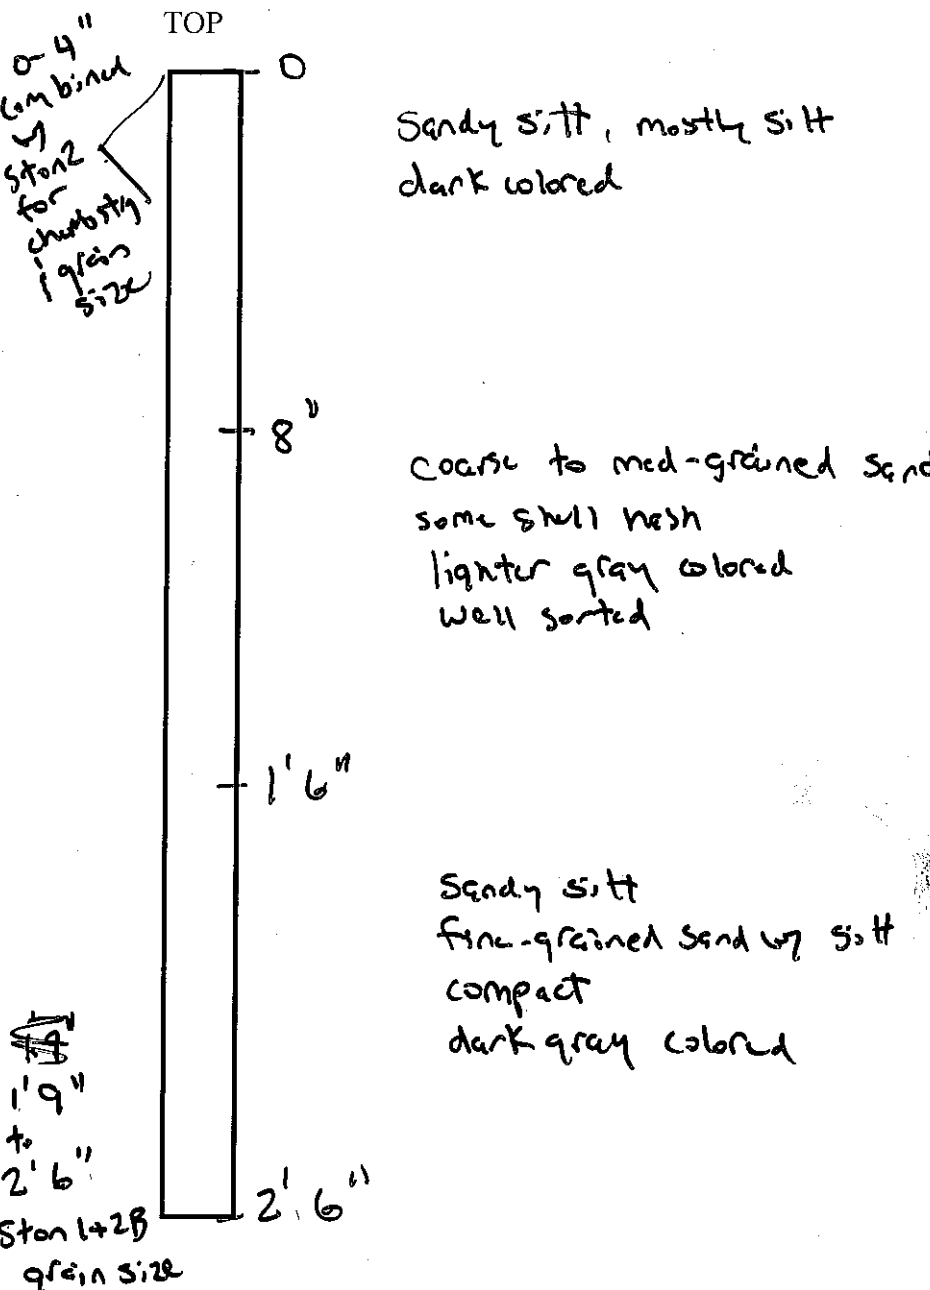 TOP
0-4"
combined
w/
Ston2
for
chemistry
/ grain
size
0
Sandy silt, mostly silt
dark colored
8"
coarse to med-grained sand
some shell hash
lighter gray colored
well sorted
1'6"
Sandy silt
fine-grained sand w/ silt
compact
dark gray colored
1'9"
to
2'6"
Ston 1+2B
grain size
2'6"